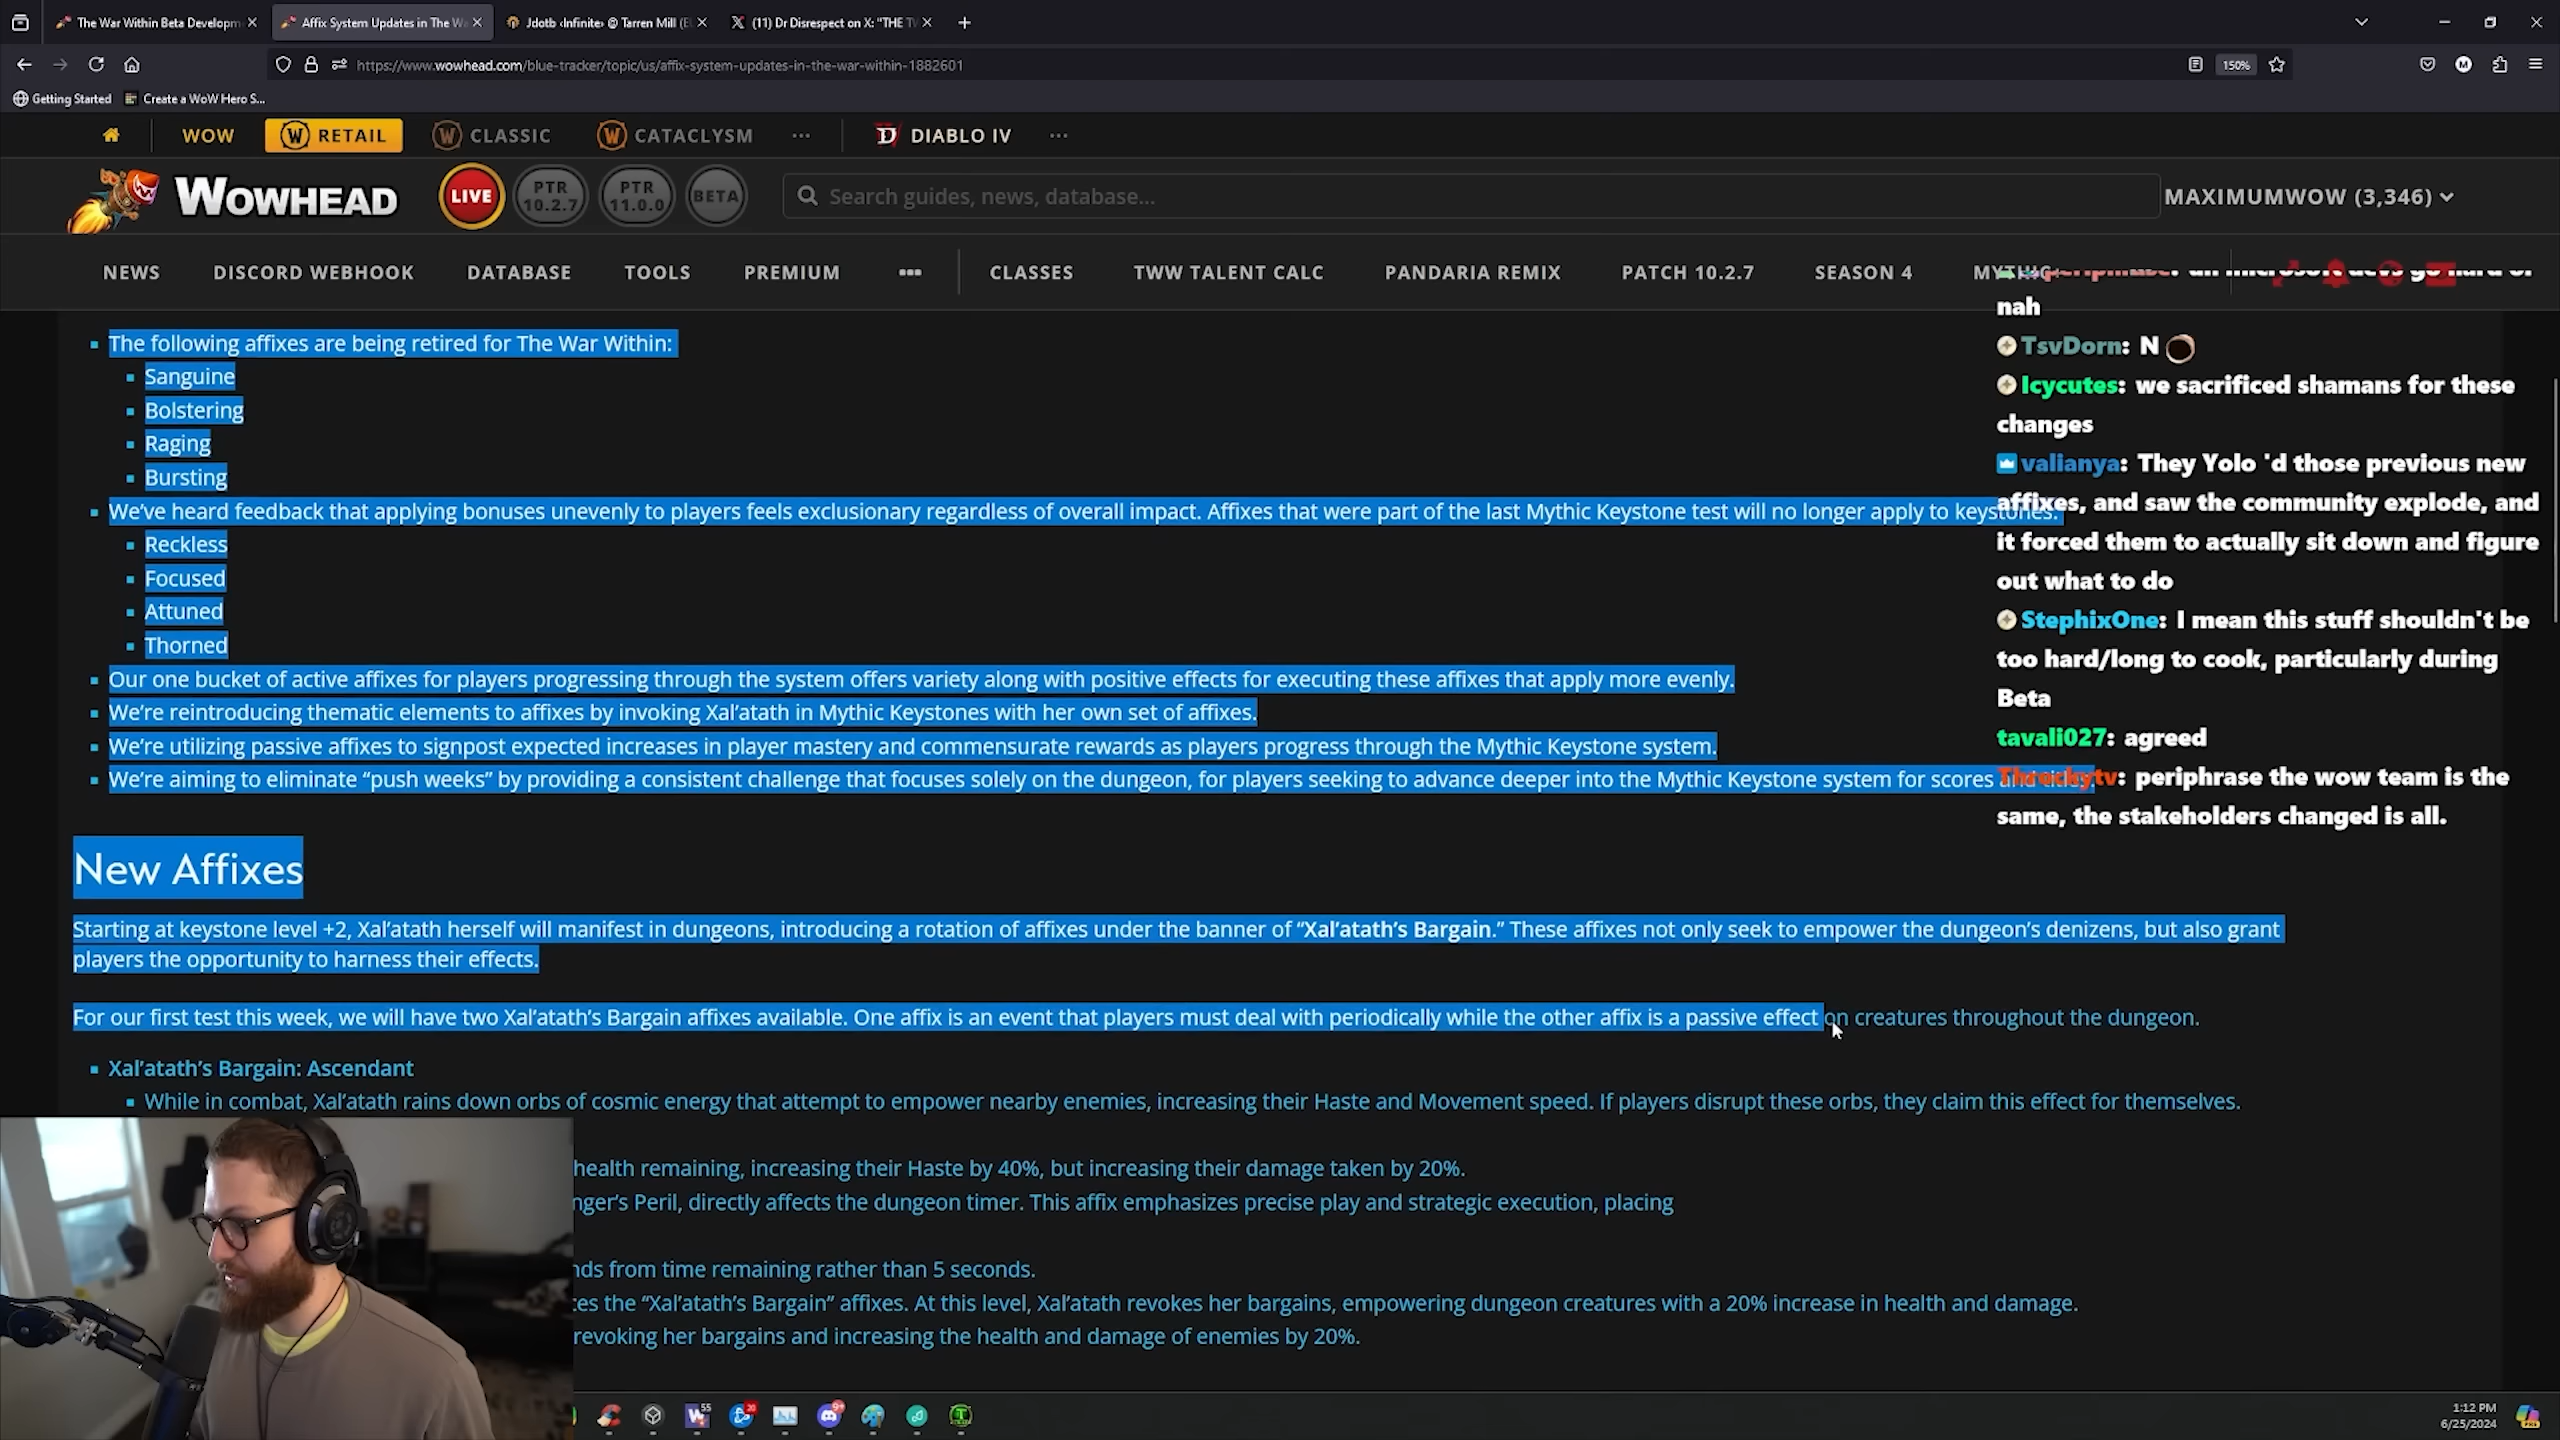 The War Within Beta Developm
Affix System Updates in The Wa
Jdotb ‹Infinite› @ Tarren Mill (E
(11) Dr Disrespect on X: "THE TV
https://www.wowhead.com/blue-tracker/topic/us/affix-system-updates-in-the-war-within-1882601
150%
M
Getting Started
Create a WoW Hero S...
WOW
RETAIL
CLASSIC
CATACLYSM
DIABLO IV
WOWHEAD
LIVE
PTR 10.2.7
PTR 11.0.0
BETA
Search guides, news, database...
MAXIMUMWOW (3,346)
NEWS
DISCORD WEBHOOK
DATABASE
TOOLS
PREMIUM
CLASSES
TWW TALENT CALC
PANDARIA REMIX
PATCH 10.2.7
SEASON 4
The following affixes are being retired for The War Within:
Sanguine
Bolstering
Raging
Bursting
We've heard feedback that applying bonuses unevenly to players feels exclusionary regardless of overall impact. Affixes that were part of the last Mythic Keystone test will no longer apply to keystones.
Reckless
Focused
Attuned
Thorned
Our one bucket of active affixes for players progressing through the system offers variety along with positive effects for executing these affixes that apply more evenly.
We're reintroducing thematic elements to affixes by invoking Xal'atath in Mythic Keystones with her own set of affixes.
We're utilizing passive affixes to signpost expected increases in player mastery and commensurate rewards as players progress through the Mythic Keystone system.
We're aiming to eliminate “push weeks” by providing a consistent challenge that focuses solely on the dungeon, for players seeking to advance deeper into the Mythic Keystone system for scores
New Affixes
Starting at keystone level +2, Xal'atath herself will manifest in dungeons, introducing a rotation of affixes under the banner of “Xal'atath's Bargain.” These affixes not only seek to empower the dungeon's denizens, but also grant
players the opportunity to harness their effects.
For our first test this week, we will have two Xal'atath's Bargain affixes available. One affix is an event that players must deal with periodically while the other affix is a passive effect on creatures throughout the dungeon.
Xal'atath's Bargain: Ascendant
While in combat, Xal'atath rains down orbs of cosmic energy that attempt to empower nearby enemies, increasing their Haste and Movement speed. If players disrupt these orbs, they claim this effect for themselves.
health remaining, increasing their Haste by 40%, but increasing their damage taken by 20%.
nger's Peril, directly affects the dungeon timer. This affix emphasizes precise play and strategic execution, placing
nds from time remaining rather than 5 seconds.
es the “Xal'atath's Bargain” affixes. At this level, Xal'atath revokes her bargains, empowering dungeon creatures with a 20% increase in health and damage.
revoking her bargains and increasing the health and damage of enemies by 20%.
nah
TsvDorn: N
Icycutes: we sacrificed shamans for these
changes
valianya: They Yolo 'd those previous new
affixes, and saw the community explode, and
it forced them to actually sit down and figure
out what to do
StephixOne: I mean this stuff shouldn't be
too hard/long to cook, particularly during
Beta
tavali027: agreed
Threckytv: periphrase the wow team is the
same, the stakeholders changed is all.
55
20
9+
1:12 PM
6/25/2024